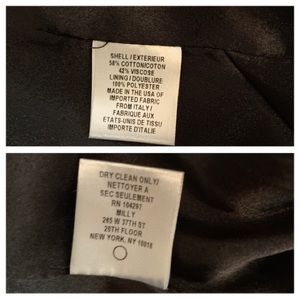 SHELL / EXTERIEUR
58% COTTON/COTON
42% VISCOSE
LINING / DOUBLURE
100% POLYESTER
MADE IN THE USA OF
IMPORTED FABRIC
FROM ITALY /
FABRIQUE AUX
ETATS-UNIS DE TISSU
IMPORTE D'ITALIE
DRY CLEAN ONLY/
NETTOYER A
SEC SEULEMENT
RN 104297
MILLY
265 W 37TH ST
20TH FLOOR
NEW YORK, NY 10018